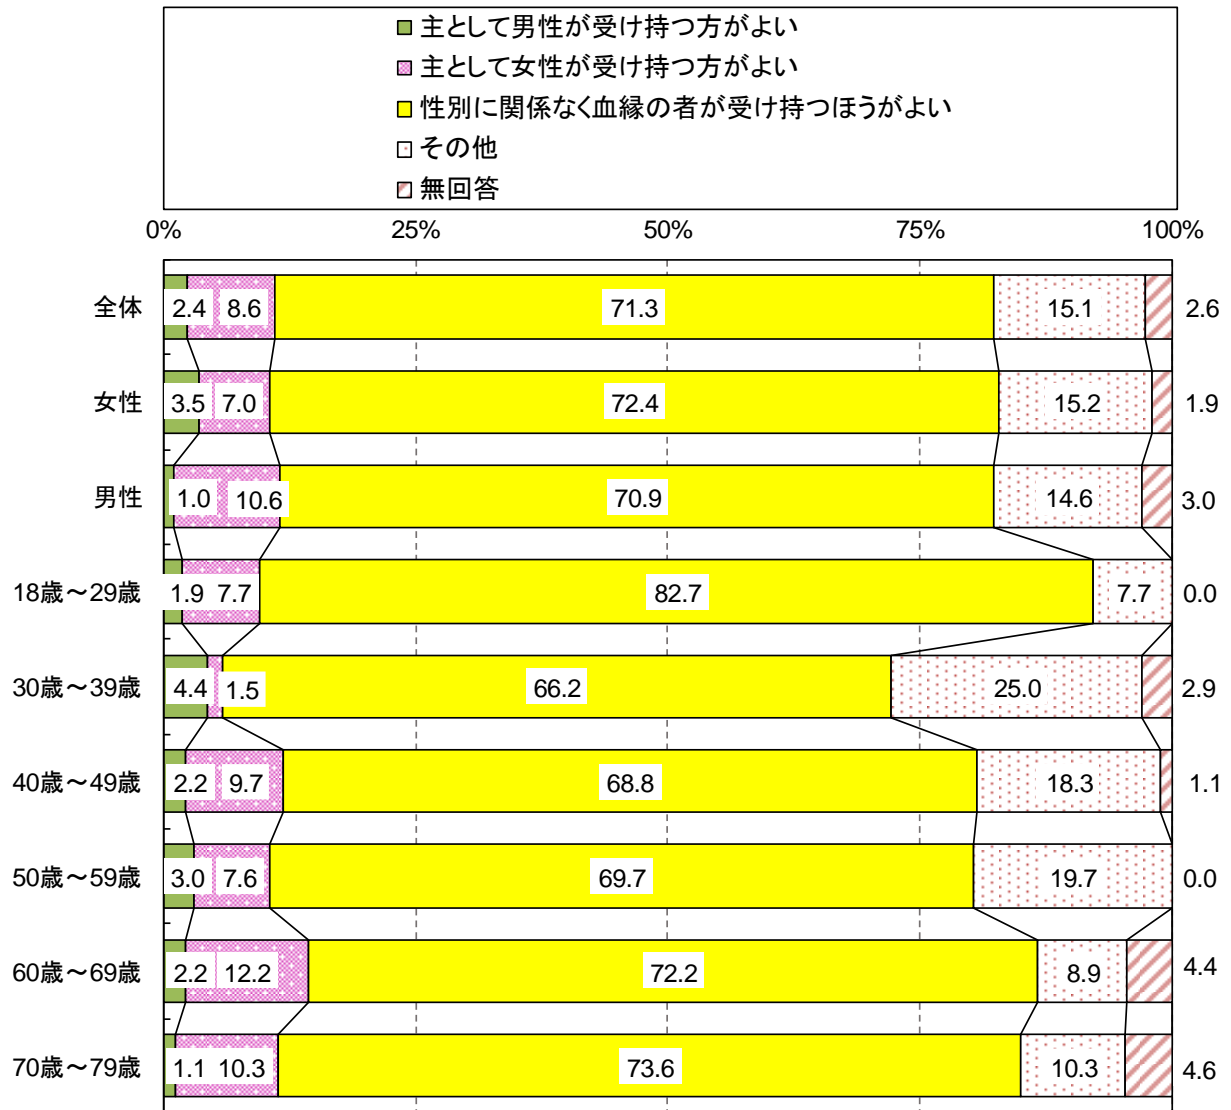 主として男性が受け持つ方がよい
主として女性が受け持つ方がよい
性別に関係なく血縁の者が受け持つほうがよい
その他
無回答
0% 25% 50% 75% 100%
全体 2.4 8.6 71.3 15.1 2.6
女性 3.5 7.0 72.4 15.2 1.9
男性 1.0 10.6 70.9 14.6 3.0
18歳～29歳 1.9 7.7 82.7 7.7 0.0
30歳～39歳 4.4 1.5 66.2 25.0 2.9
40歳～49歳 2.2 9.7 68.8 18.3 1.1
50歳～59歳 3.0 7.6 69.7 19.7 0.0
60歳～69歳 2.2 12.2 72.2 8.9 4.4
70歳～79歳 1.1 10.3 73.6 10.3 4.6